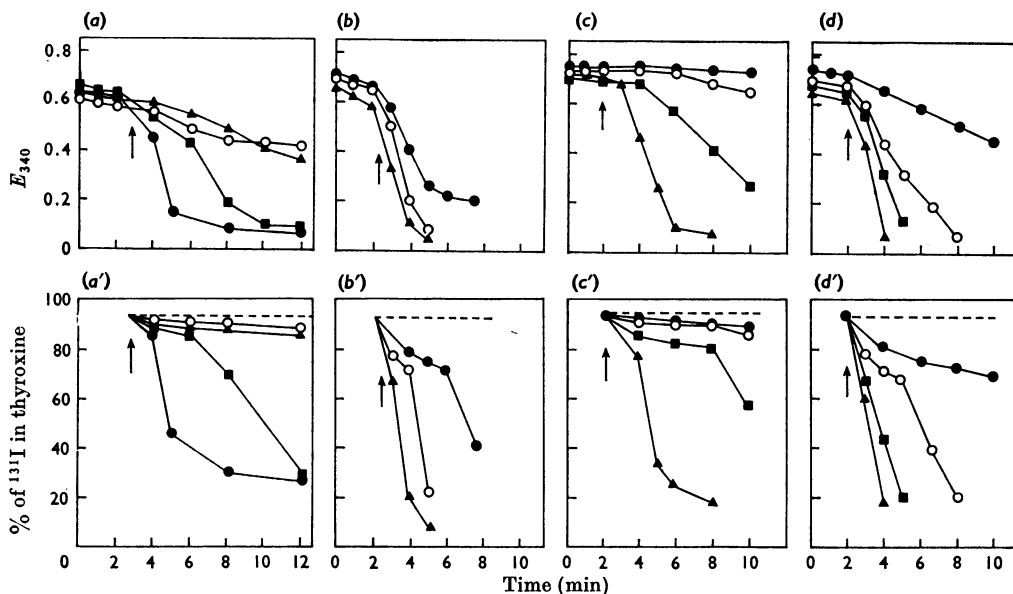 (a) (b) (c) (d)
0.8
0.6
0.4
0.2
0
E340
(a′) (b′) (c′) (d′)
100
80
60
40
20
0
% of 131I in thyroxine
0 2 4 6 8 10 12 0 2 4 6 8 10 0 2 4 6 8 10 0 2 4 6 8 10
Time (min)